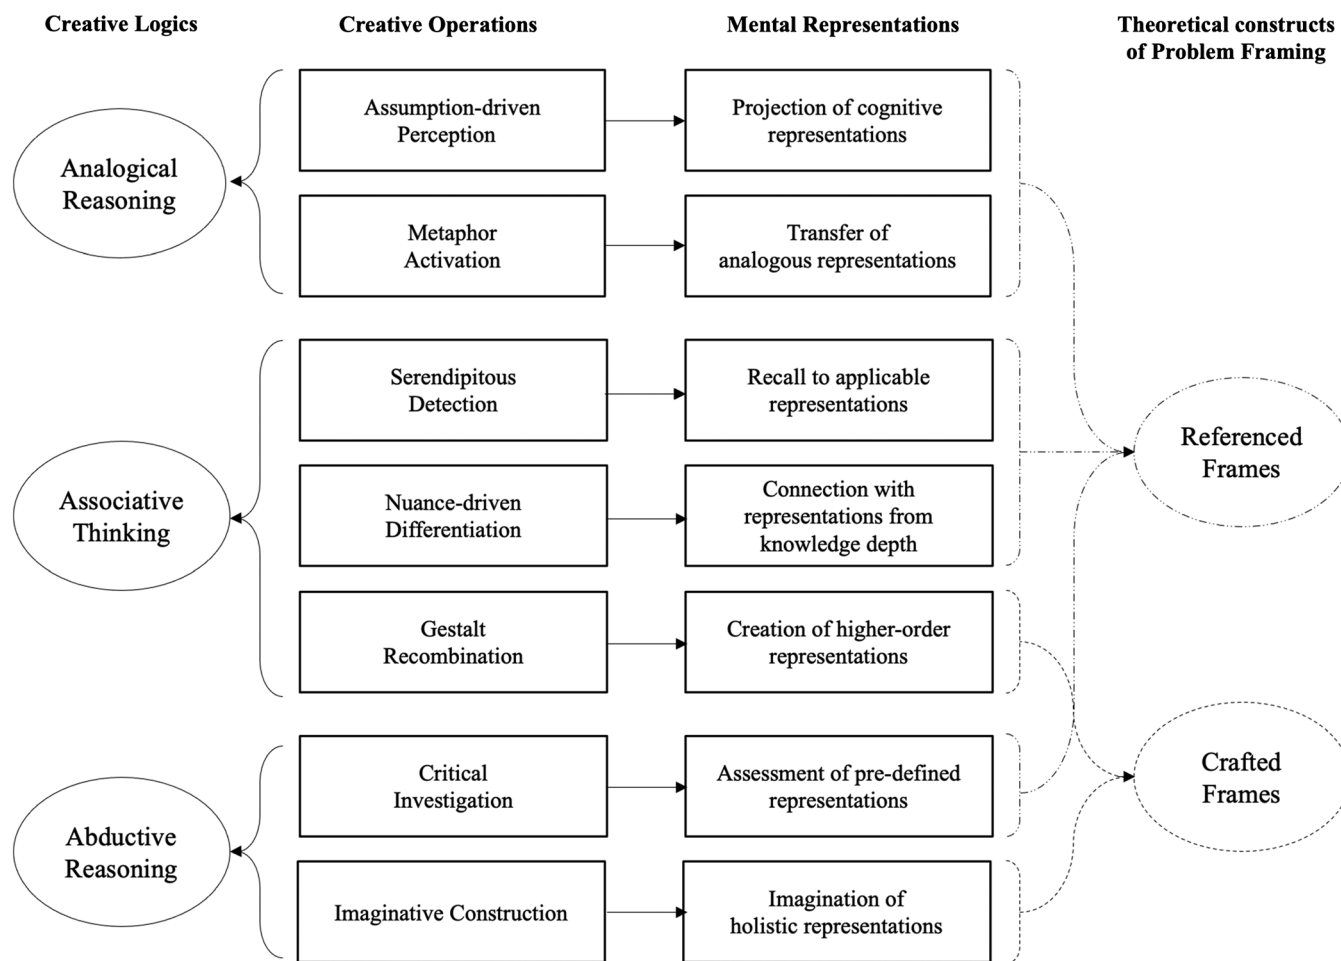 Creative Logics
Creative Operations
Mental Representations
Theoretical constructs
of Problem Framing
Analogical
Reasoning
Assumption-driven
Perception
Projection of cognitive
representations
Metaphor
Activation
Transfer of
analogous representations
Associative
Thinking
Serendipitous
Detection
Recall to applicable
representations
Nuance-driven
Differentiation
Connection with
representations from
knowledge depth
Gestalt
Recombination
Creation of higher-order
representations
Referenced
Frames
Abductive
Reasoning
Critical
Investigation
Assessment of pre-defined
representations
Imaginative Construction
Imagination of
holistic representations
Crafted
Frames